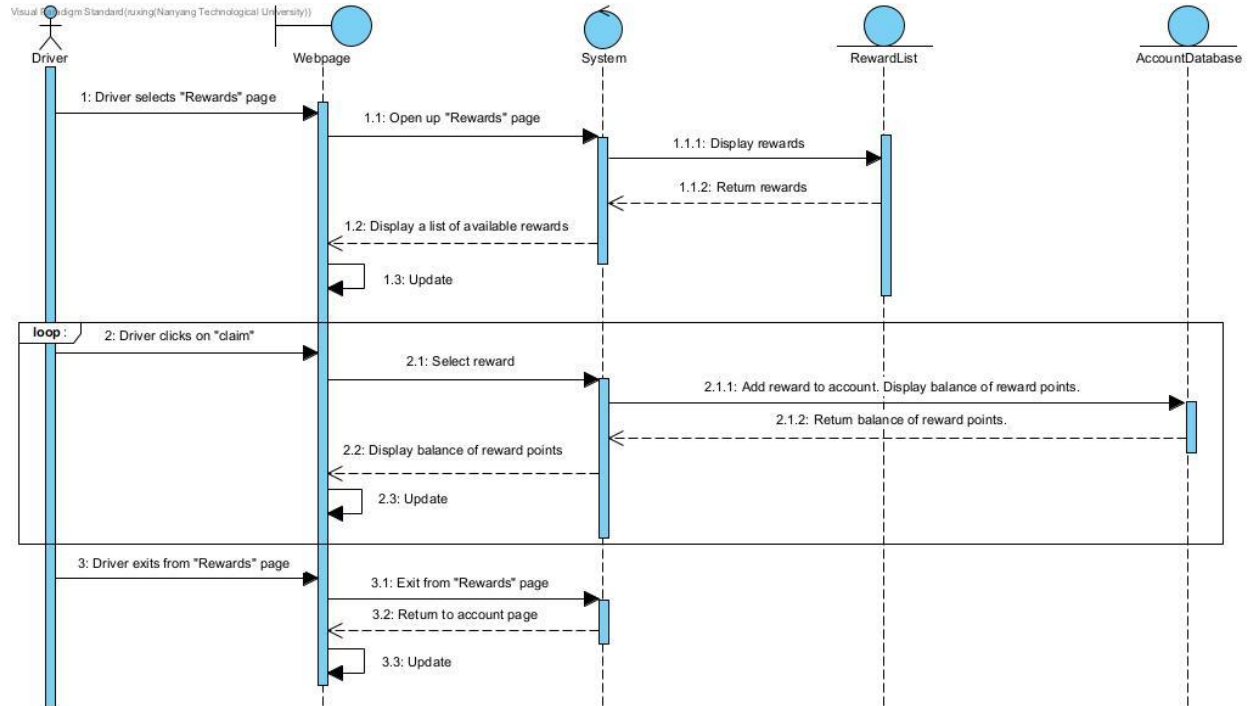 Visual Paradigm Standard(ruxing(Nanyang Technological University))
Driver
Webpage
System
RewardList
AccountDatabase
1: Driver selects "Rewards" page
1.1: Open up "Rewards" page
1.1.1: Display rewards
1.1.2: Return rewards
1.2: Display a list of available rewards
1.3: Update
loop :
2: Driver clicks on "claim"
2.1: Select reward
2.1.1: Add reward to account. Display balance of reward points.
2.1.2: Return balance of reward points.
2.2: Display balance of reward points
2.3: Update
3: Driver exits from "Rewards" page
3.1: Exit from "Rewards" page
3.2: Return to account page
3.3: Update